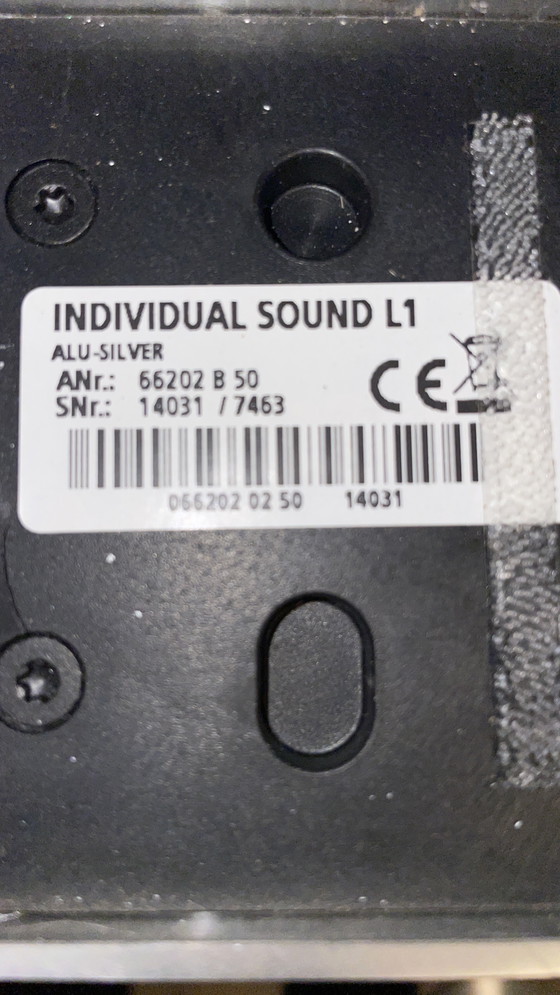 INDIVIDUAL SOUND L1
ALU-SILVER
ANr.: 66202 B 50
SNr.: 14031 / 7463
CE
066202 02 50 14031